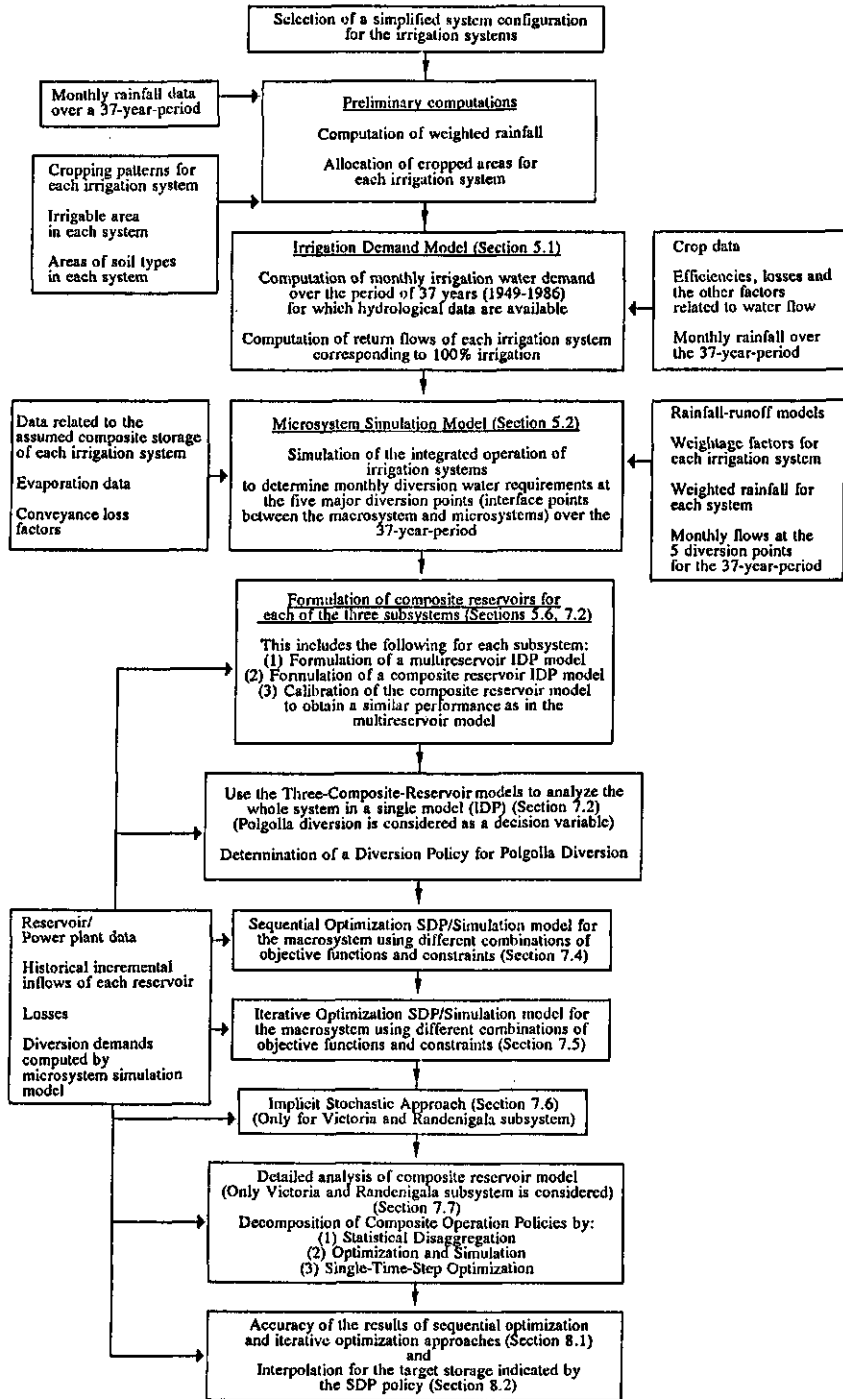 Selection of a simplified system configuration
for the irrigation systems
Monthly rainfall data
over a 37-year-period
Preliminary computations
Computation of weighted rainfall
Allocation of cropped areas for
each irrigation system
Cropping patterns for
each irrigation system
Irrigable area
in each system
Areas of soil types
in each system
Irrigation Demand Model (Section 5.1)
Computation of monthly irrigation water demand
over the period of 37 years (1949-1986)
for which hydrological data are available
Computation of return flows of each irrigation system
corresponding to 100% irrigation
Crop data
Efficiencies, losses and
the other factors
related to water flow
Monthly rainfall over
the 37-year-period
Data related to the
assumed composite storage
of each irrigation system
Evaporation data
Conveyance loss
factors
Microsystem Simulation Model (Section 5.2)
Simulation of the integrated operation of
irrigation systems
to determine monthly diversion water requirements at
the five major diversion points (interface points
between the macrosystem and microsystems) over the
37-year-period
Rainfall-runoff models
Weightage factors for
each irrigation system
Weighted rainfall for
each system
Monthly flows at the
5 diversion points
for the 37-year-period
Formulation of composite reservoirs for
each of the three subsystems (Sections 5.6, 7.2)
This includes the following for each subsystem:
(1) Formulation of a multireservoir IDP model
(2) Formulation of a composite reservoir IDP model
(3) Calibration of the composite reservoir model
to obtain a similar performance as in the
multireservoir model
Use the Three-Composite-Reservoir models to analyze the
whole system in a single model (IDP) (Section 7.2)
(Polgolla diversion is considered as a decision variable)
Determination of a Diversion Policy for Polgolla Diversion
Reservoir/
Power plant data
Historical incremental
inflows of each reservoir
Losses
Diversion demands
computed by
microsystem simulation
model
Sequential Optimization SDP/Simulation model for
the macrosystem using different combinations of
objective functions and constraints (Section 7.4)
Iterative Optimization SDP/Simulation model for
the macrosystem using different combinations of
objective functions and constraints (Section 7.5)
Implicit Stochastic Approach (Section 7.6)
(Only for Victoria and Randenigala subsystem)
Detailed analysis of composite reservoir model
(Only Victoria and Randenigala subsystem is considered)
(Section 7.7)
Decomposition of Composite Operation Policies by:
(1) Statistical Disaggregation
(2) Optimization and Simulation
(3) Single-Time-Step Optimization
Accuracy of the results of sequential optimization
and iterative optimization approaches (Section 8.1)
and
Interpolation for the target storage indicated by
the SDP policy (Section 8.2)